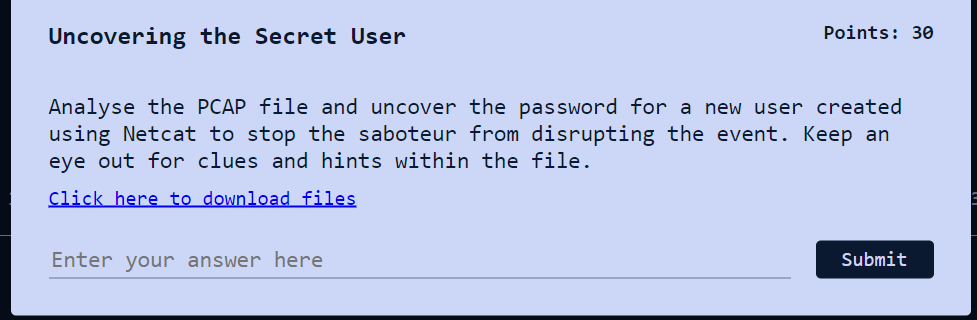 Uncovering the Secret User
Points: 30
Analyse the PCAP file and uncover the password for a new user created
using Netcat to stop the saboteur from disrupting the event. Keep an
eye out for clues and hints within the file.
Click here to download files
Enter your answer here
Submit